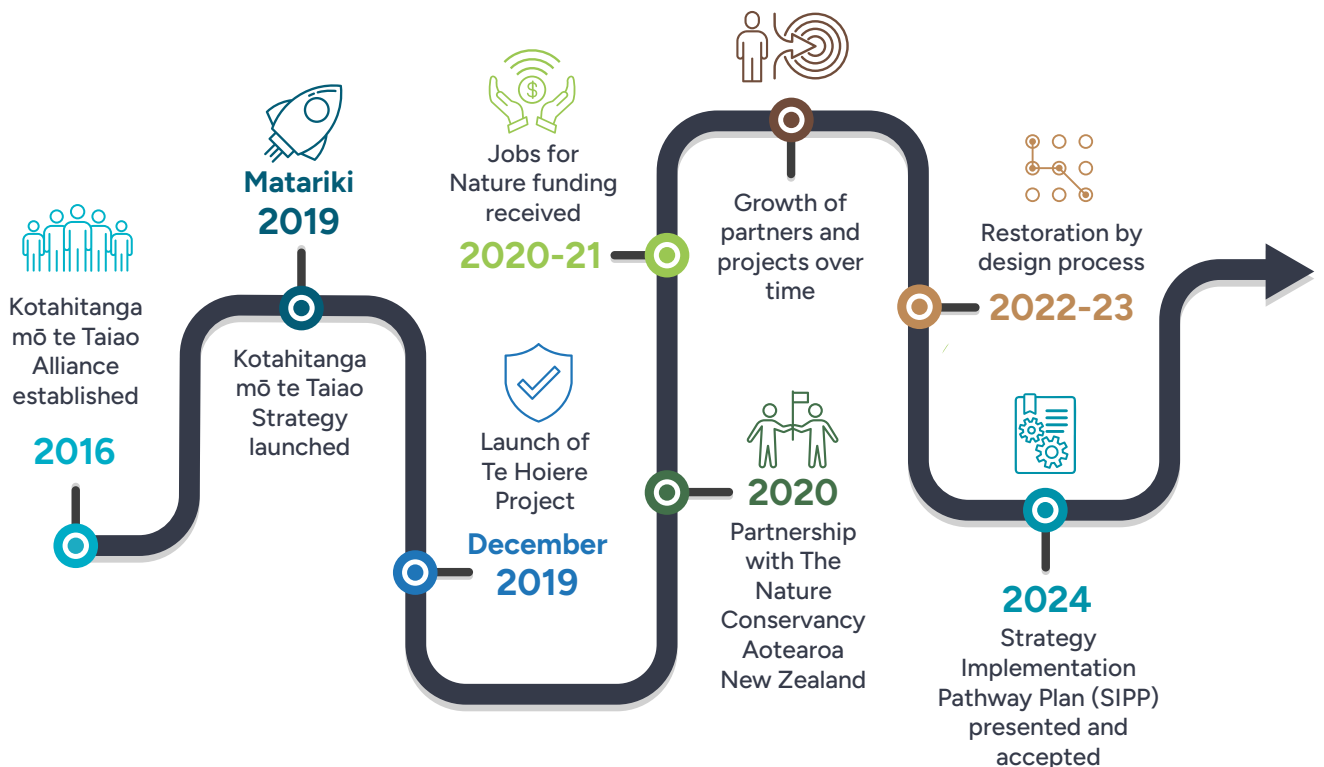 Kotahitanga
mō te Taiao
Alliance
established
2016
Matariki
2019
Kotahitanga
mō te Taiao
Strategy
launched
Launch of
Te Hoiere
Project
December
2019
2020
Partnership
with The
Nature
Conservancy
Aotearoa
New Zealand
$
Jobs for
Nature funding
received
2020-21
Growth of
partners and
projects over
time
Restoration by
design process
2022-23
2024
Strategy
Implementation
Pathway Plan (SIPP)
presented and
accepted